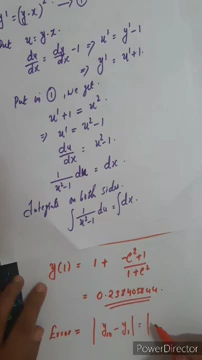 y' = (y-x)² → ①
Put u = y-x.
du/dx = dy/dx - 1 ⇒ u' = y' - 1
⇒ y' = u' + 1.
Put in ①, we get
u' + 1 = u²
⇒ u' = u² - 1
du/dx = u² - 1.
1/(u²-1) du = dx.
Integrate on both sides
∫ 1/(u²-1) du = ∫ dx.
y(1) = 1 + (-e²+1)/(1+e²)
= 0.238405844
Error = | y₁₀ - y₁ | = |
PowerDirector